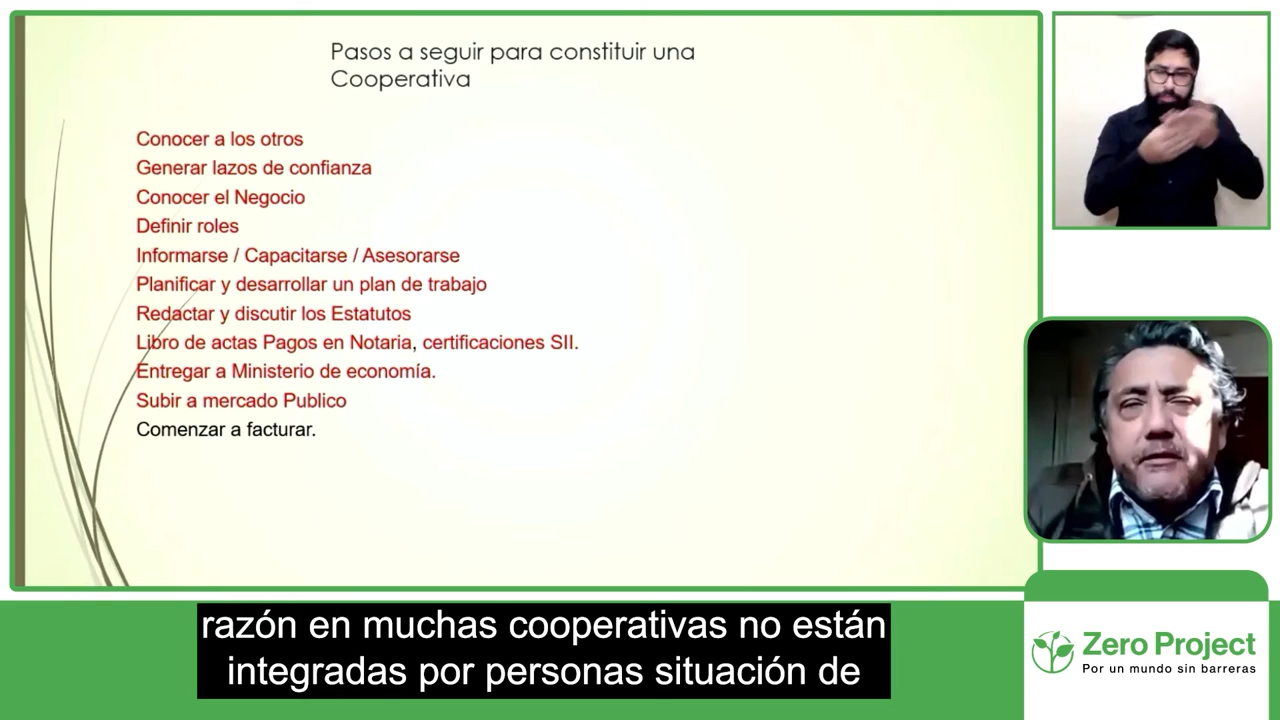 Pasos a seguir para constituir una
Cooperativa
Conocer a los otros
Generar lazos de confianza
Conocer el Negocio
Definir roles
Informarse / Capacitarse / Asesorarse
Planificar y desarrollar un plan de trabajo
Redactar y discutir los Estatutos
Libro de actas Pagos en Notaria, certificaciones SII.
Entregar a Ministerio de economía.
Subir a mercado Publico
Comenzar a facturar.
razón en muchas cooperativas no están
integradas por personas situación de
Zero Project
Por un mundo sin barreras